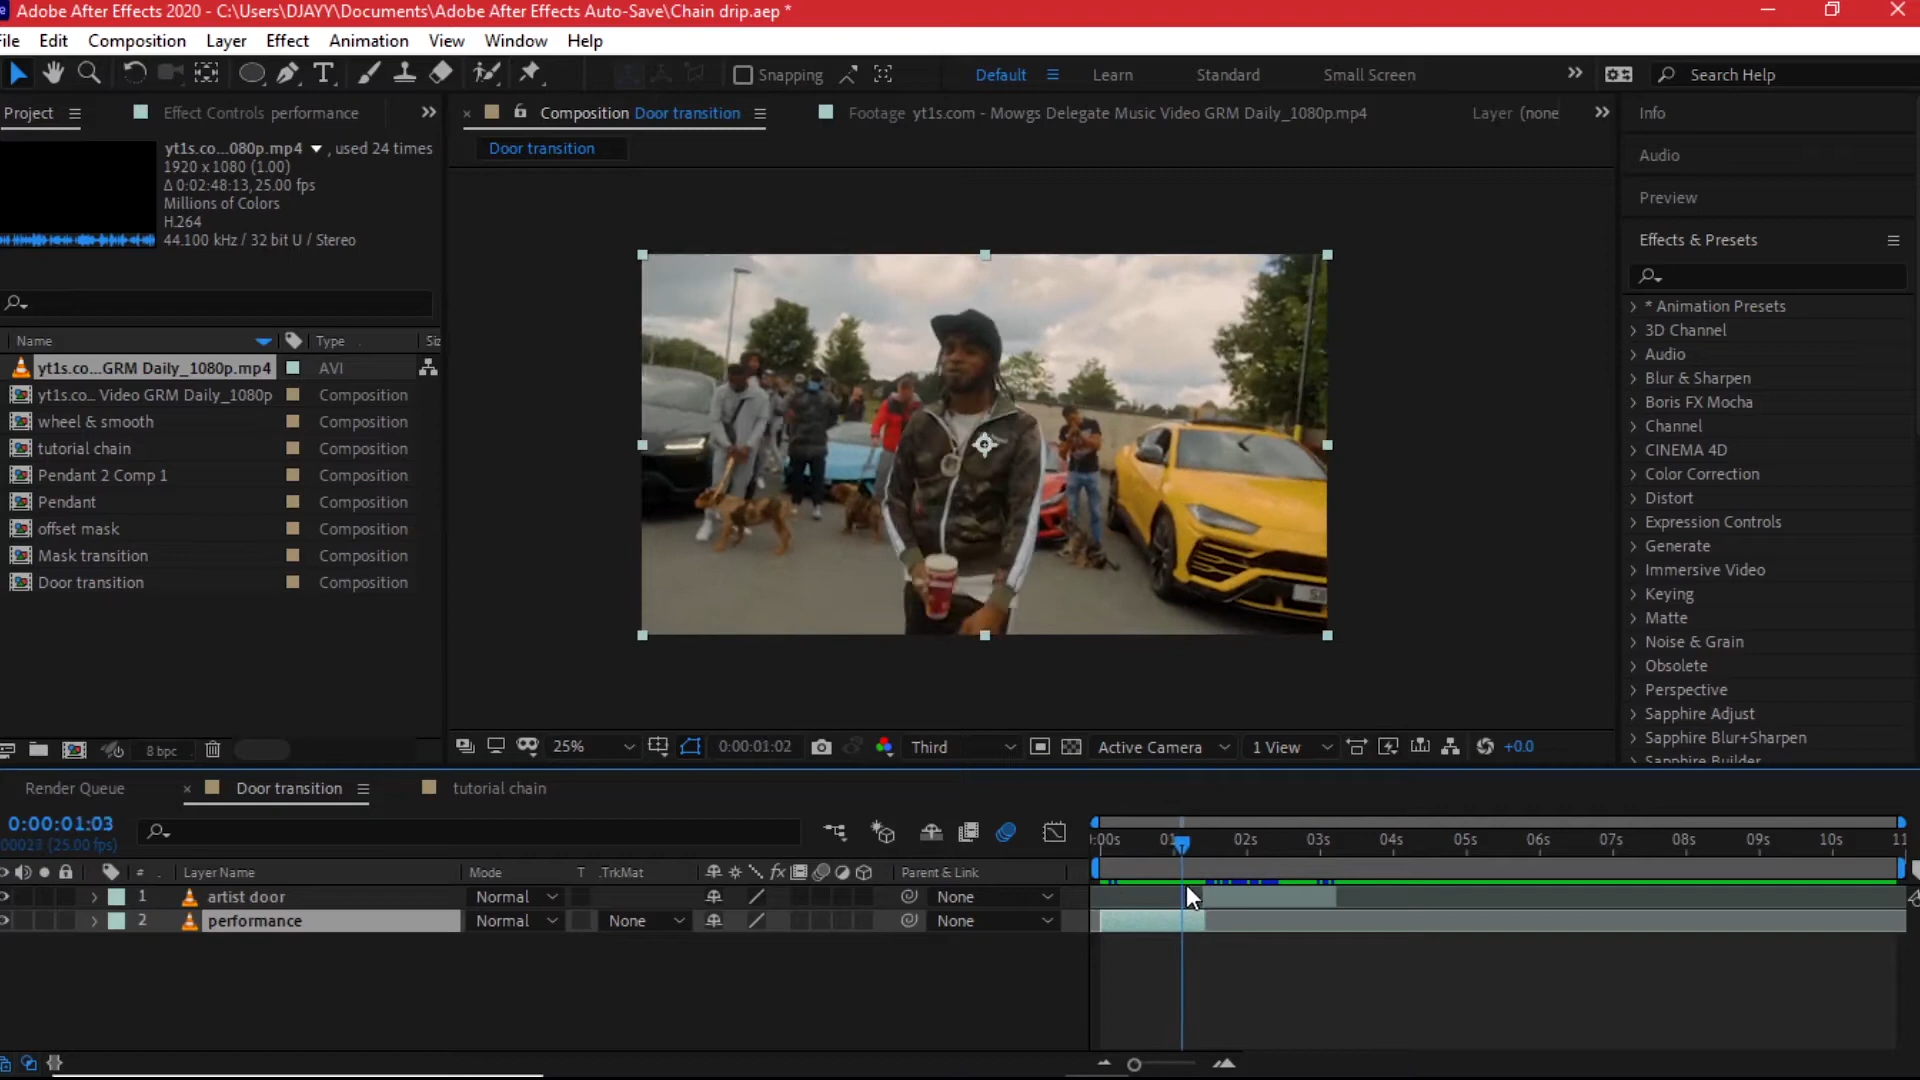 Adobe After Effects 2020 - C:\Users\DJAYY\Documents\Adobe After Effects Auto-Save\Chain drip.aep *
File Edit Composition Layer Effect Animation View Window Help
Snapping Default Learn Standard Small Screen Search Help
Project Effect Controls performance
Composition Door transition Footage yt1s.com - Mowgs Delegate Music Video GRM Daily_1080p.mp4 Layer (none
Door transition
yt1s.co...080p.mp4 , used 24 times
1920 x 1080 (1.00)
Δ 0:02:48:13, 25.00 fps
Millions of Colors
H.264
44.100 kHz / 32 bit U / Stereo
Name Type Siz
yt1s.co...GRM Daily_1080p.mp4 AVI
yt1s.co... Video GRM Daily_1080p Composition
wheel & smooth Composition
tutorial chain Composition
Pendant 2 Comp 1 Composition
Pendant Composition
offset mask Composition
Mask transition Composition
Door transition Composition
8 bpc
25% 0:00:01:02 Third Active Camera 1 View +0.0
Info
Audio
Preview
Effects & Presets
* Animation Presets
3D Channel
Audio
Blur & Sharpen
Boris FX Mocha
Channel
CINEMA 4D
Color Correction
Distort
Expression Controls
Generate
Immersive Video
Keying
Matte
Noise & Grain
Obsolete
Perspective
Sapphire Adjust
Sapphire Blur+Sharpen
Sapphire Builder
Render Queue Door transition tutorial chain
0:00:01:03
00027 (25.00 fps)
:00s 01s 02s 03s 04s 05s 06s 07s 08s 09s 10s 11
# Layer Name Mode T .TrkMat Parent & Link
1 artist door Normal None
2 performance Normal None None